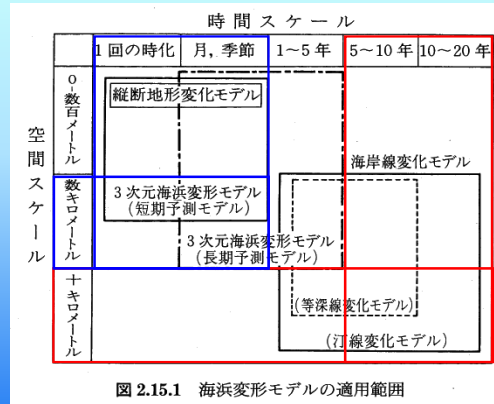 時間スケール
1回の時化 月，季節 1～5年 5～10年 10～20年
空間スケール
0-数百メートル
数キロメートル
十キロメートル
縦断地形変化モデル
海岸線変化モデル
3次元海浜変形モデル
(短期予測モデル)
3次元海浜変形モデル
(長期予測モデル)
(等深線変化モデル)
(汀線変化モデル)
図 2.15.1 海浜変形モデルの適用範囲